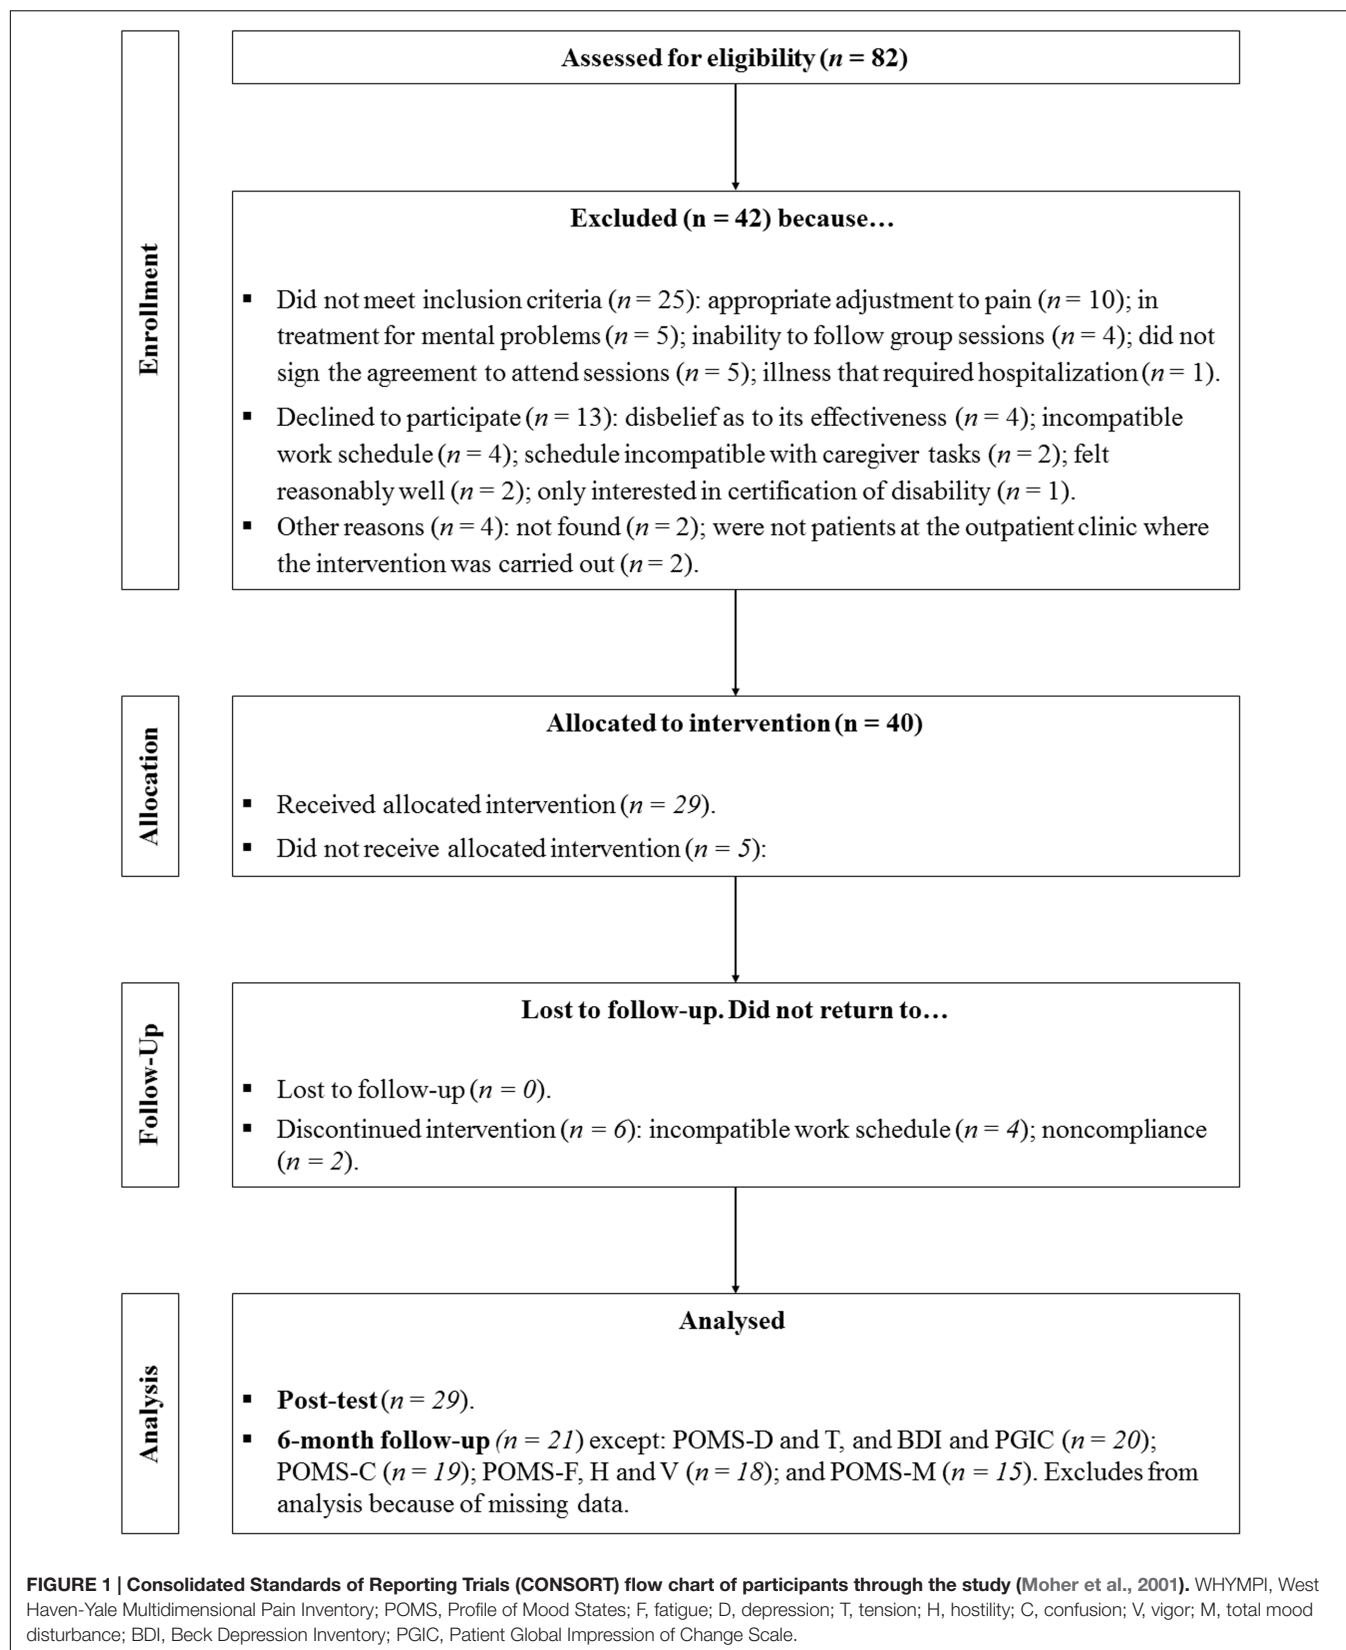 Enrollment
Assessed for eligibility (n = 82)
Excluded (n = 42) because…
▪ Did not meet inclusion criteria (n = 25): appropriate adjustment to pain (n = 10); in
treatment for mental problems (n = 5); inability to follow group sessions (n = 4); did not
sign the agreement to attend sessions (n = 5); illness that required hospitalization (n = 1).
▪ Declined to participate (n = 13): disbelief as to its effectiveness (n = 4); incompatible
work schedule (n = 4); schedule incompatible with caregiver tasks (n = 2); felt
reasonably well (n = 2); only interested in certification of disability (n = 1).
▪ Other reasons (n = 4): not found (n = 2); were not patients at the outpatient clinic where
the intervention was carried out (n = 2).
Allocation
Allocated to intervention (n = 40)
▪ Received allocated intervention (n = 29).
▪ Did not receive allocated intervention (n = 5):
Follow-Up
Lost to follow-up. Did not return to…
▪ Lost to follow-up (n = 0).
▪ Discontinued intervention (n = 6): incompatible work schedule (n = 4); noncompliance
(n = 2).
Analysis
Analysed
▪ Post-test (n = 29).
▪ 6-month follow-up (n = 21) except: POMS-D and T, and BDI and PGIC (n = 20);
POMS-C (n = 19); POMS-F, H and V (n = 18); and POMS-M (n = 15). Excludes from
analysis because of missing data.
FIGURE 1 | Consolidated Standards of Reporting Trials (CONSORT) flow chart of participants through the study (Moher et al., 2001). WHYMPI, West
Haven-Yale Multidimensional Pain Inventory; POMS, Profile of Mood States; F, fatigue; D, depression; T, tension; H, hostility; C, confusion; V, vigor; M, total mood
disturbance; BDI, Beck Depression Inventory; PGIC, Patient Global Impression of Change Scale.